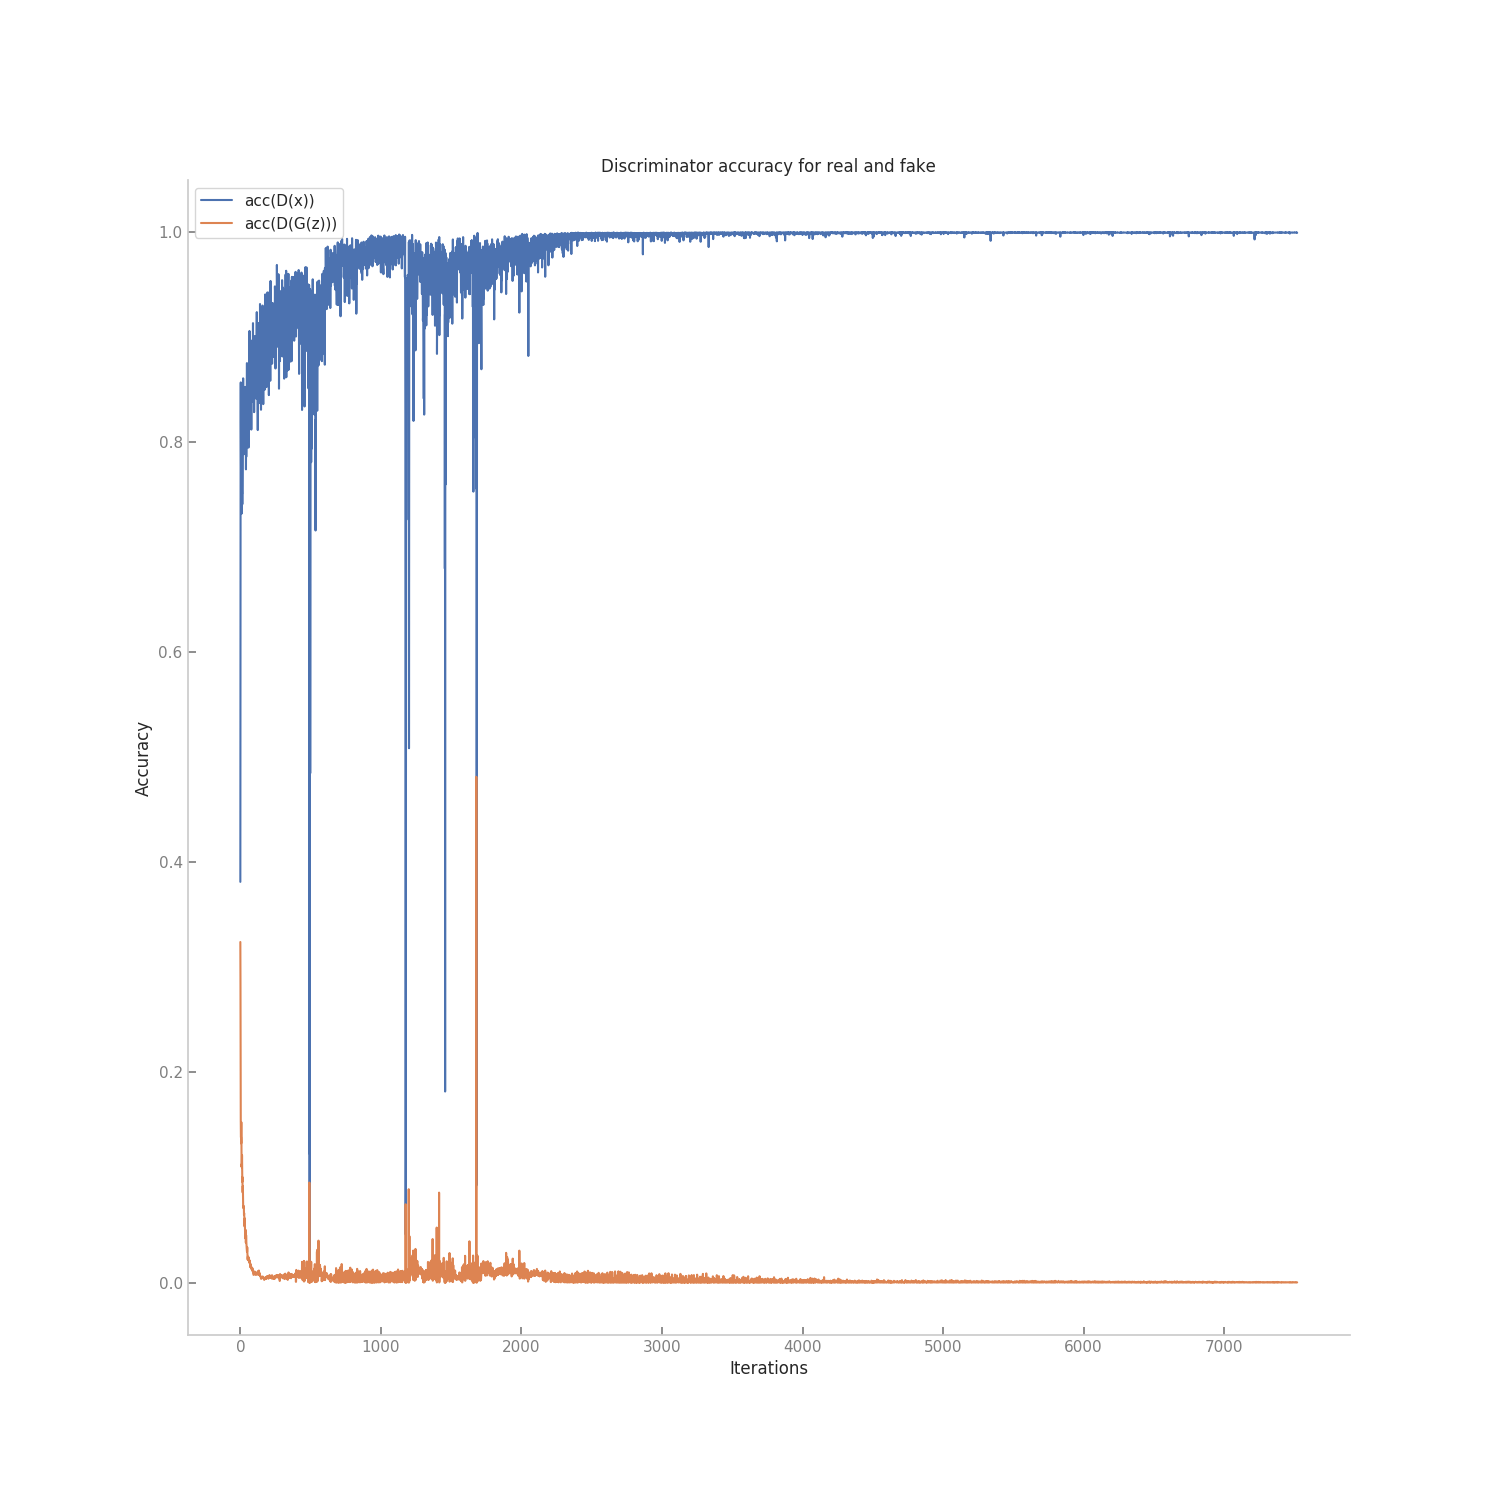 Discriminator accuracy for real and fake
acc(D(x))
acc(D(G(z)))
1.0
0.8
0.6
0.4
0.2
0.0
Accuracy
0 1000 2000 3000 4000 5000 6000 7000
Iterations